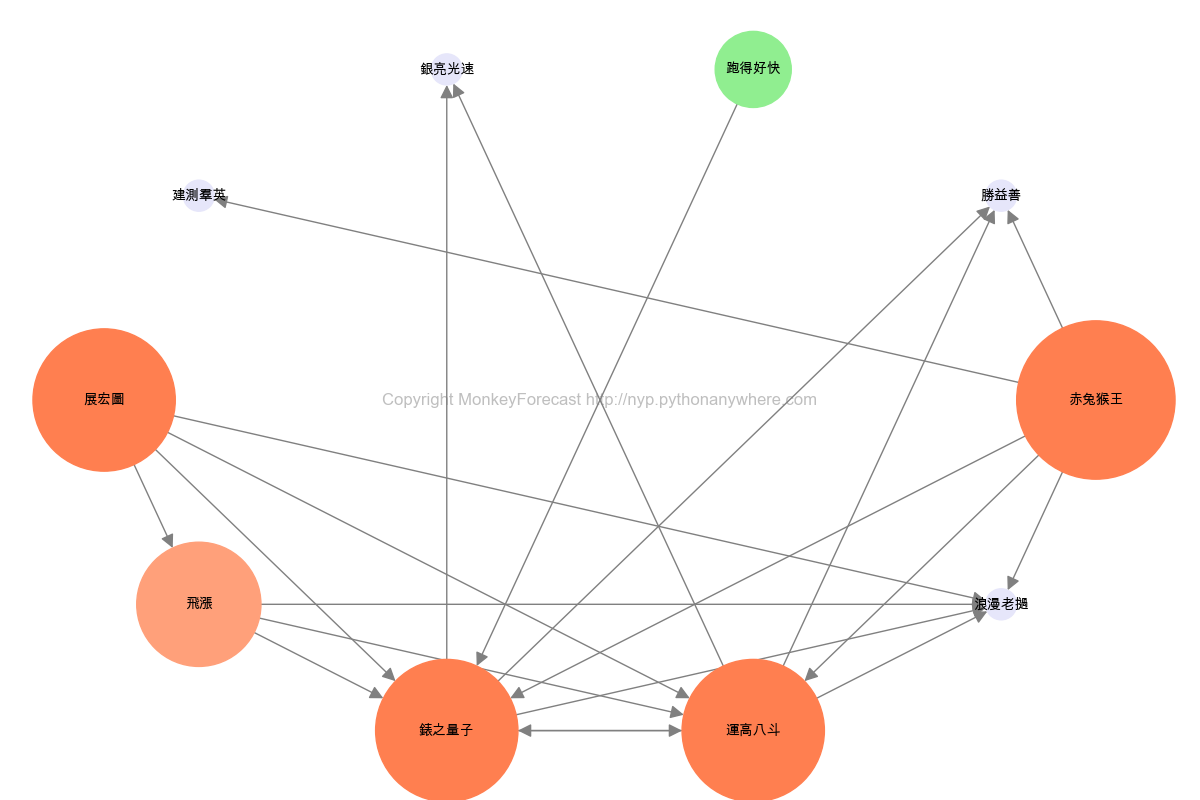 銀亮光速
跑得好快
建測羣英
勝益善
展宏圖
Copyright MonkeyForecast http://nyp.pythonanywhere.com
赤兔猴王
飛漲
浪漫老撾
錶之量子
運高八斗